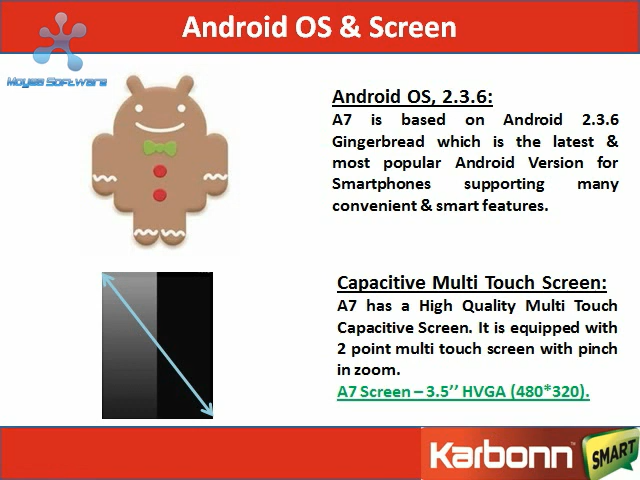 Android OS & Screen
Moyea Software
Android OS, 2.3.6:
A7 is based on Android 2.3.6
Gingerbread which is the latest &
most popular Android Version for
Smartphones supporting many
convenient & smart features.
Capacitive Multi Touch Screen:
A7 has a High Quality Multi Touch
Capacitive Screen. It is equipped with
2 point multi touch screen with pinch
in zoom.
A7 Screen – 3.5’’ HVGA (480*320).
Karbonn™ SMART